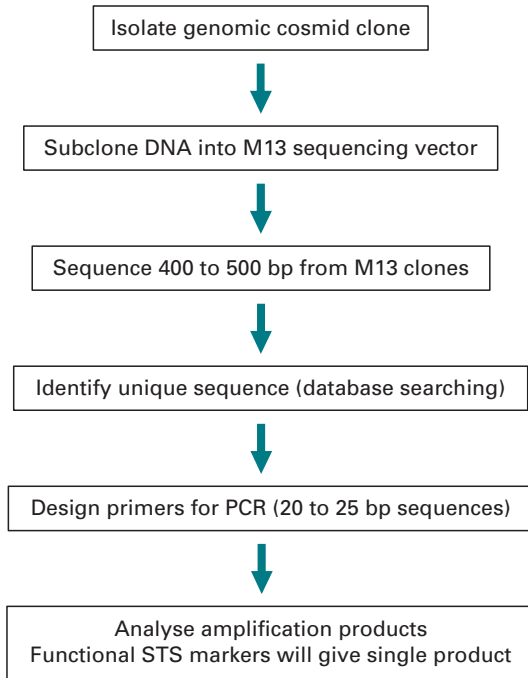 Isolate genomic cosmid clone
Subclone DNA into M13 sequencing vector
Sequence 400 to 500 bp from M13 clones
Identify unique sequence (database searching)
Design primers for PCR (20 to 25 bp sequences)
Analyse amplification products
Functional STS markers will give single product